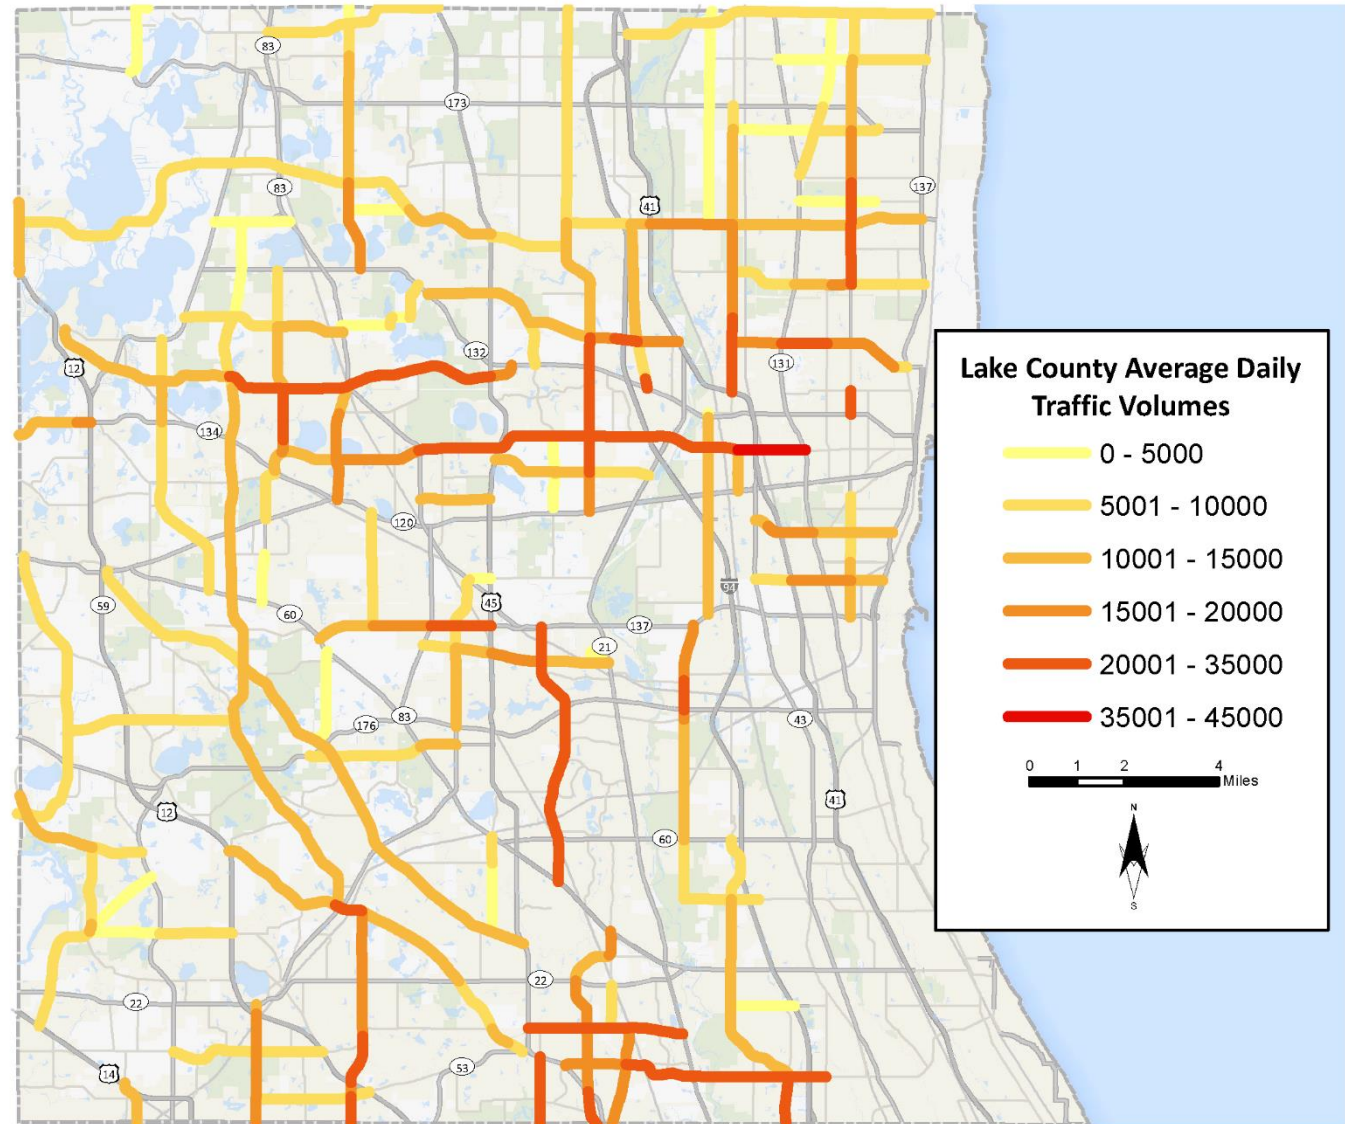 83
173
83
137
41
132
12
131
134
120
94
59
60
45
137
21
176
83
43
12
41
60
22
22
53
14
Lake County Average Daily
Traffic Volumes
0 - 5000
5001 - 10000
10001 - 15000
15001 - 20000
20001 - 35000
35001 - 45000
0 1 2 4
Miles
N
S